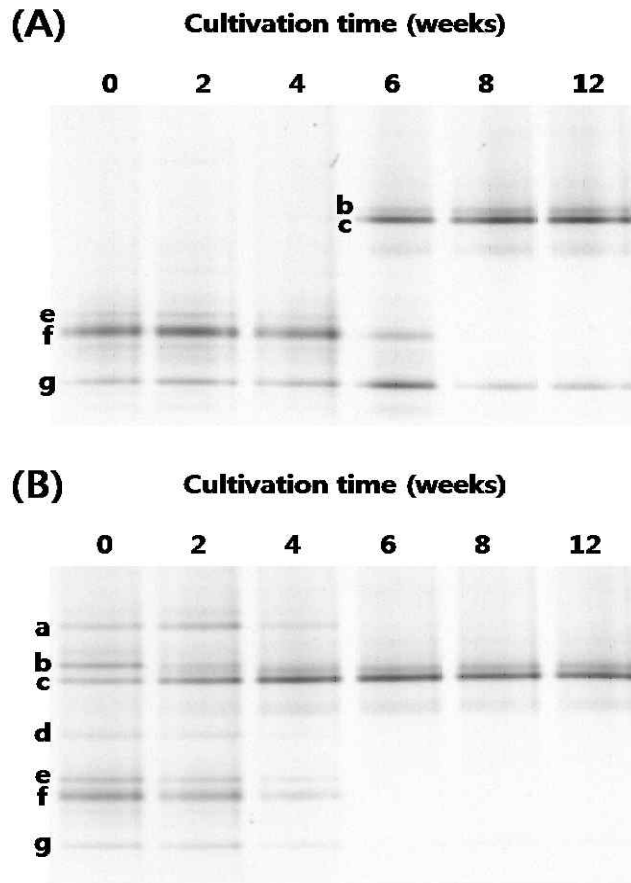 (A) Cultivation time (weeks)
0 2 4 6 8 12
b
c
e
f
g
(B) Cultivation time (weeks)
0 2 4 6 8 12
a
b
c
d
e
f
g